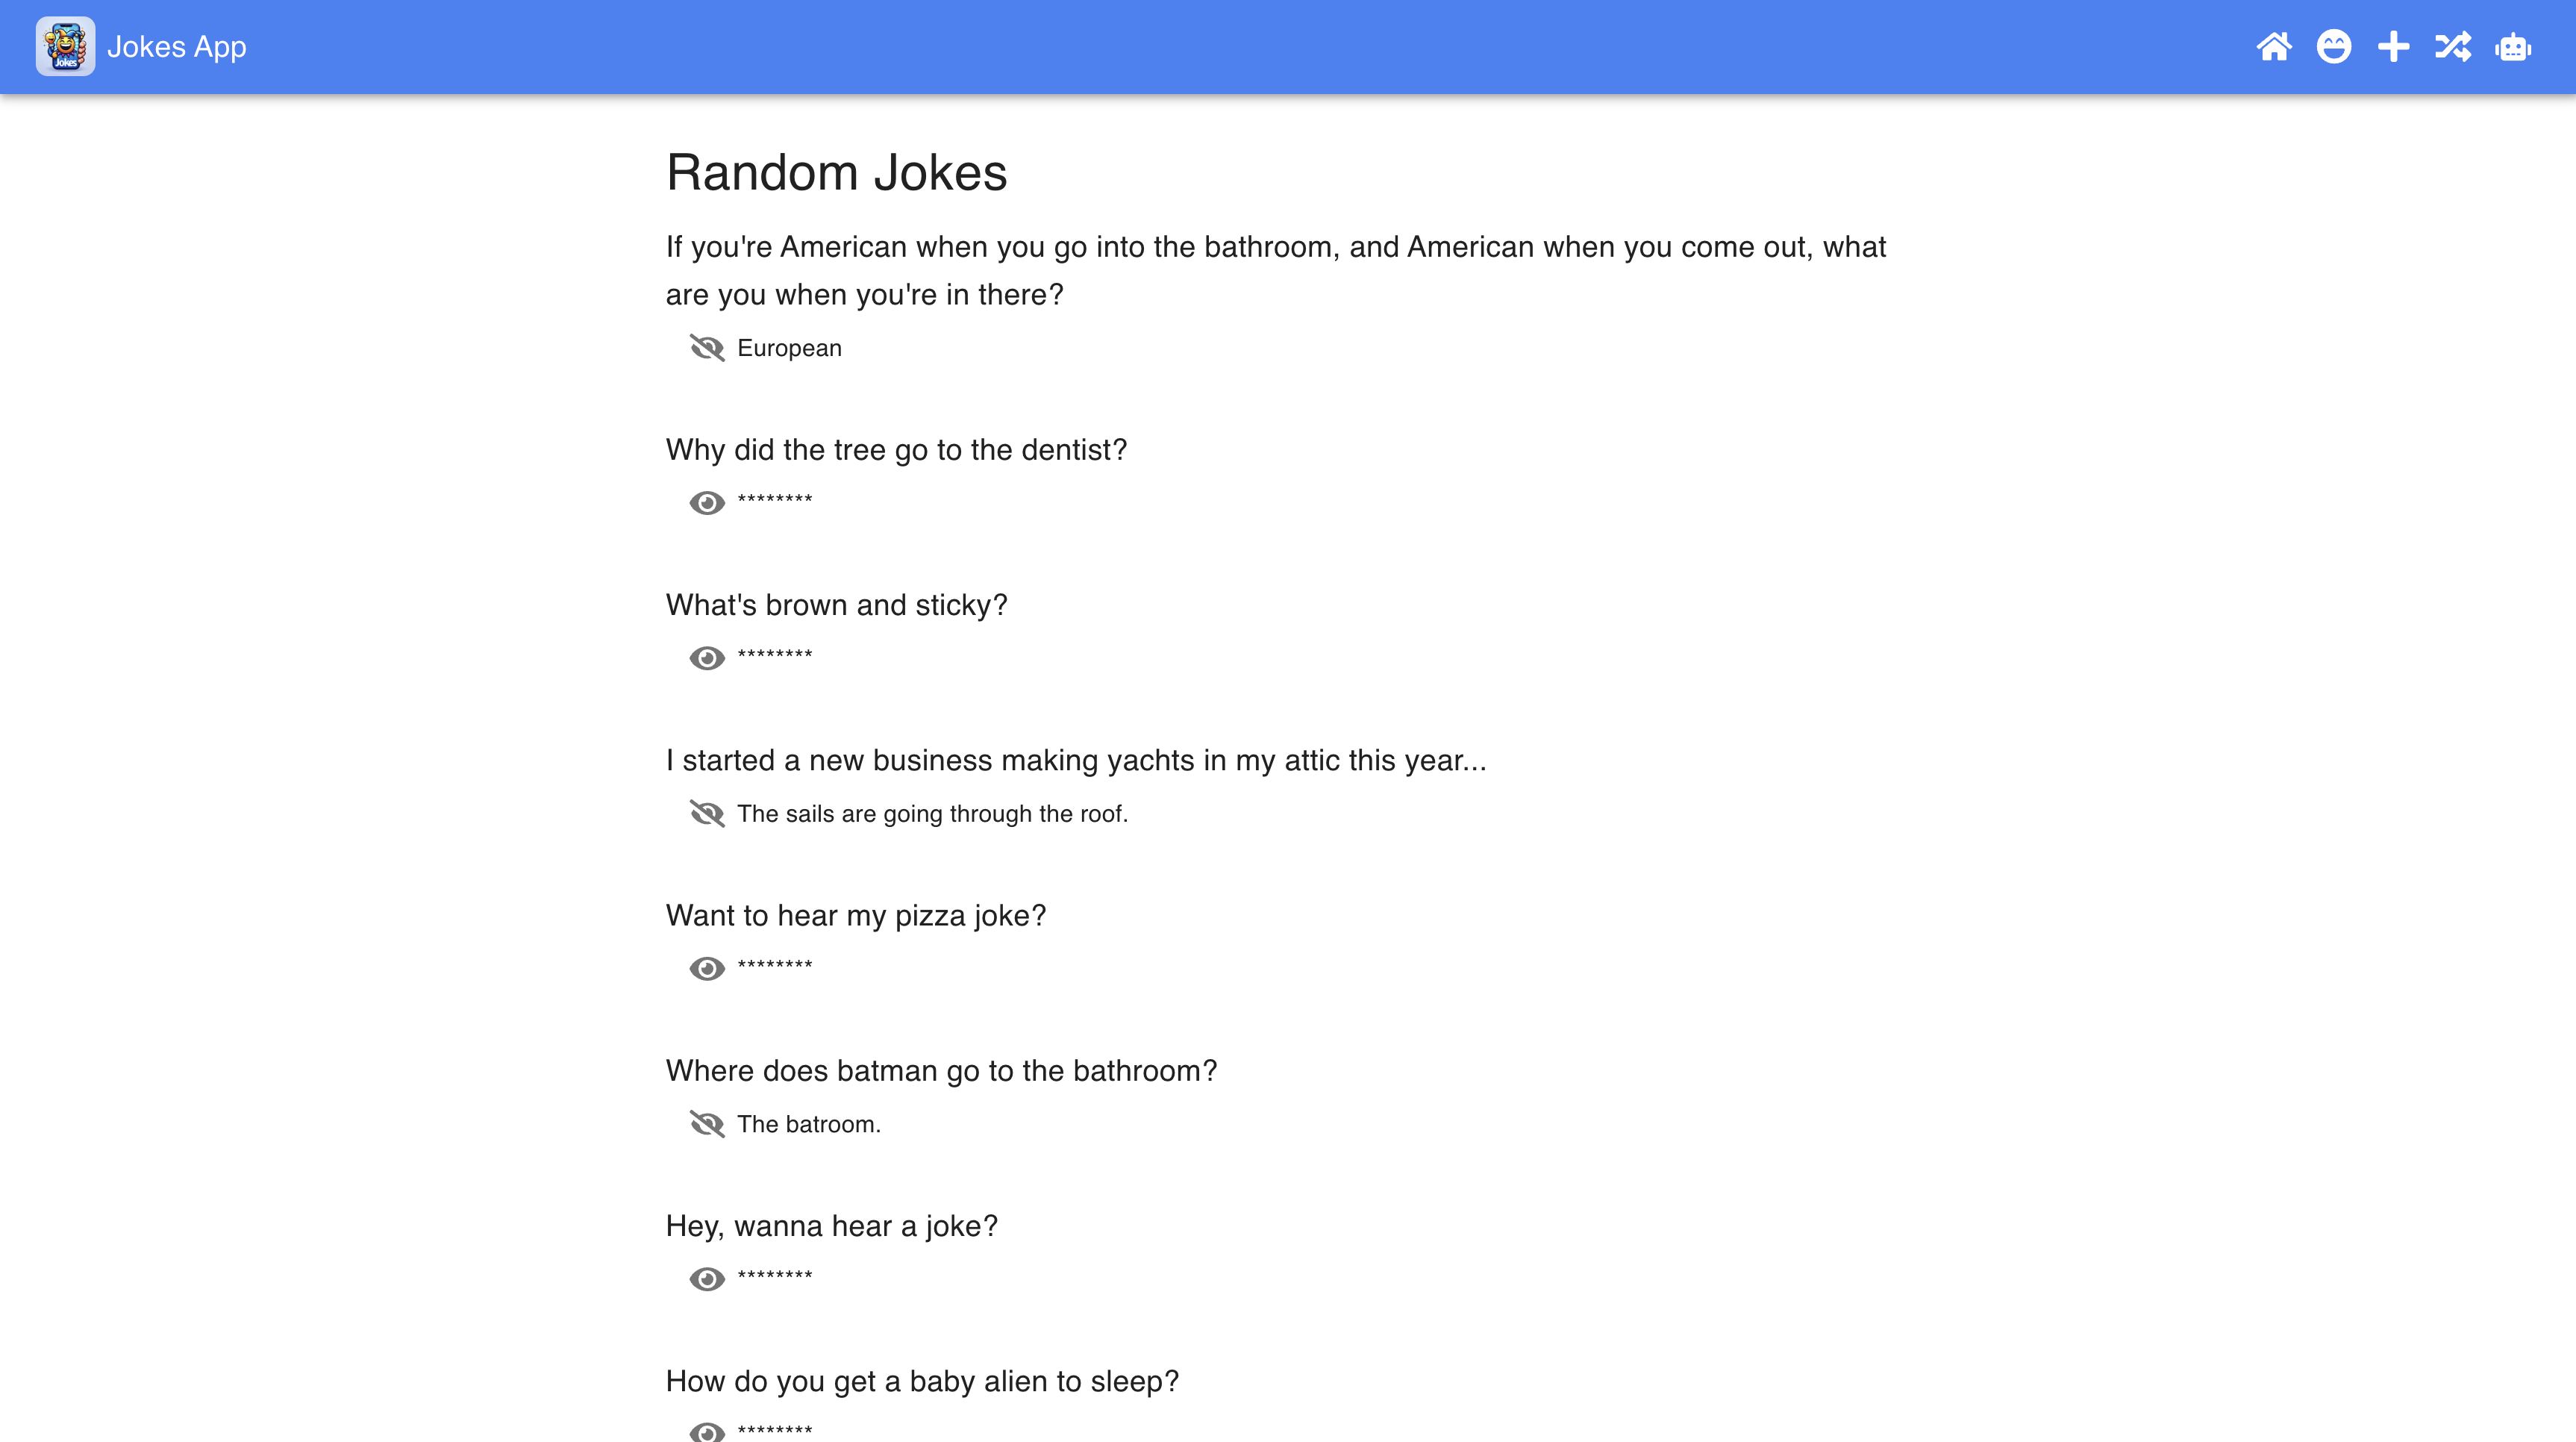 Jokes
Jokes App
Random Jokes
If you're American when you go into the bathroom, and American when you come out, what
are you when you're in there?
European
Why did the tree go to the dentist?
********
What's brown and sticky?
********
I started a new business making yachts in my attic this year...
The sails are going through the roof.
Want to hear my pizza joke?
********
Where does batman go to the bathroom?
The batroom.
Hey, wanna hear a joke?
********
How do you get a baby alien to sleep?
********